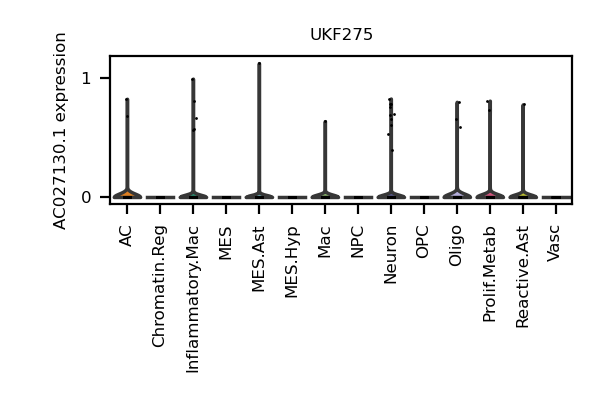 UKF275
AC027130.1 expression
1
0
AC
Chromatin.Reg
Inflammatory.Mac
MES
MES.Ast
MES.Hyp
Mac
NPC
Neuron
OPC
Oligo
Prolif.Metab
Reactive.Ast
Vasc